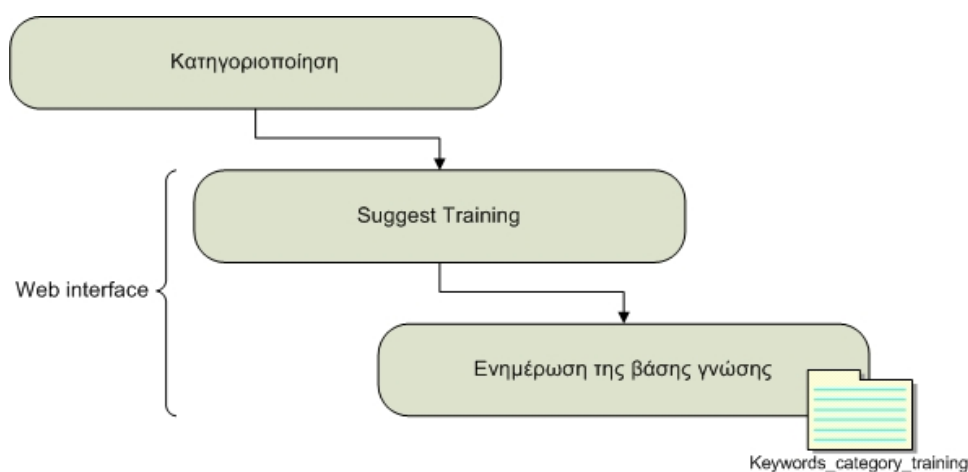 Κατηγοριοποίηση
Suggest Training
Web interface
Ενημέρωση της βάσης γνώσης
Keywords_category_training